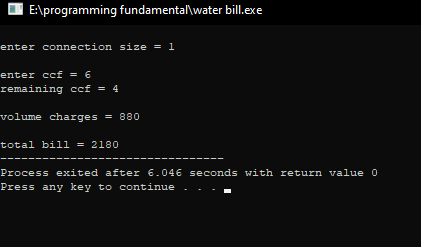 E:\programming fundamental\water bill.exe
enter connection size = 1
enter ccf = 6
remaining ccf = 4
volume charges = 880
total bill = 2180
--------------------------------
Process exited after 6.046 seconds with return value 0
Press any key to continue . . .